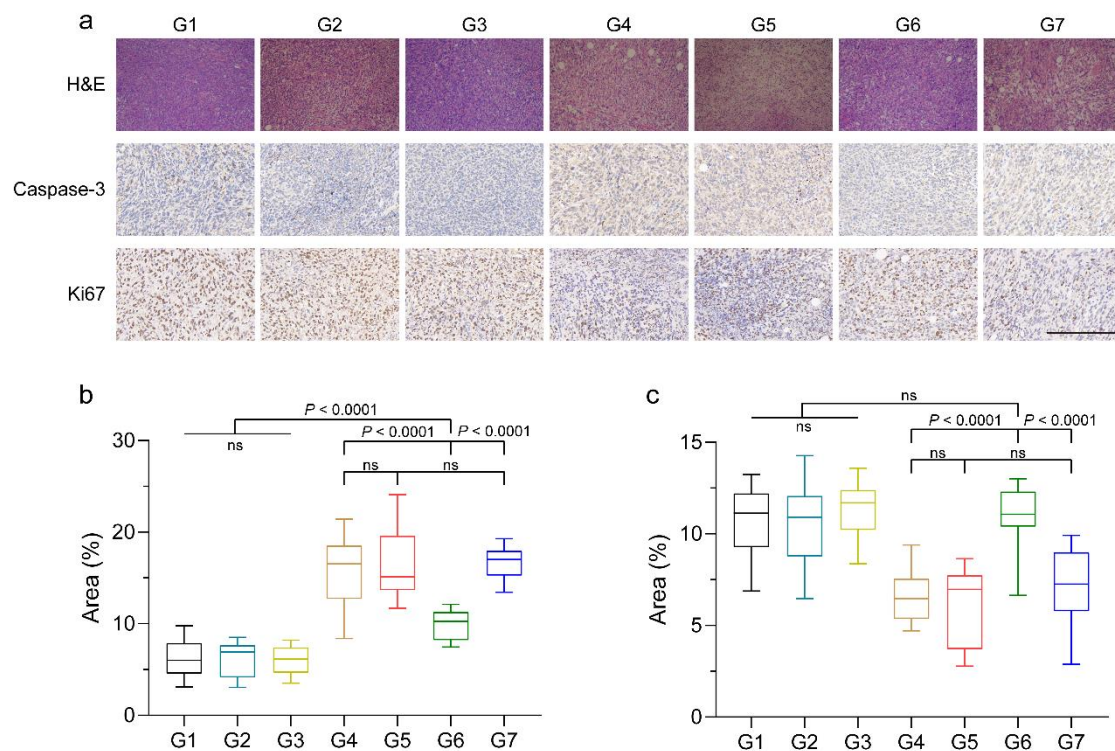 a
G1 G2 G3 G4 G5 G6 G7
H&E
Caspase-3
Ki67
b
P < 0.0001
ns
P < 0.0001 P < 0.0001
ns ns
30
20
10
0
Area (%)
G1 G2 G3 G4 G5 G6 G7
c
ns
ns
P < 0.0001 P < 0.0001
ns ns
15
10
5
0
Area (%)
G1 G2 G3 G4 G5 G6 G7